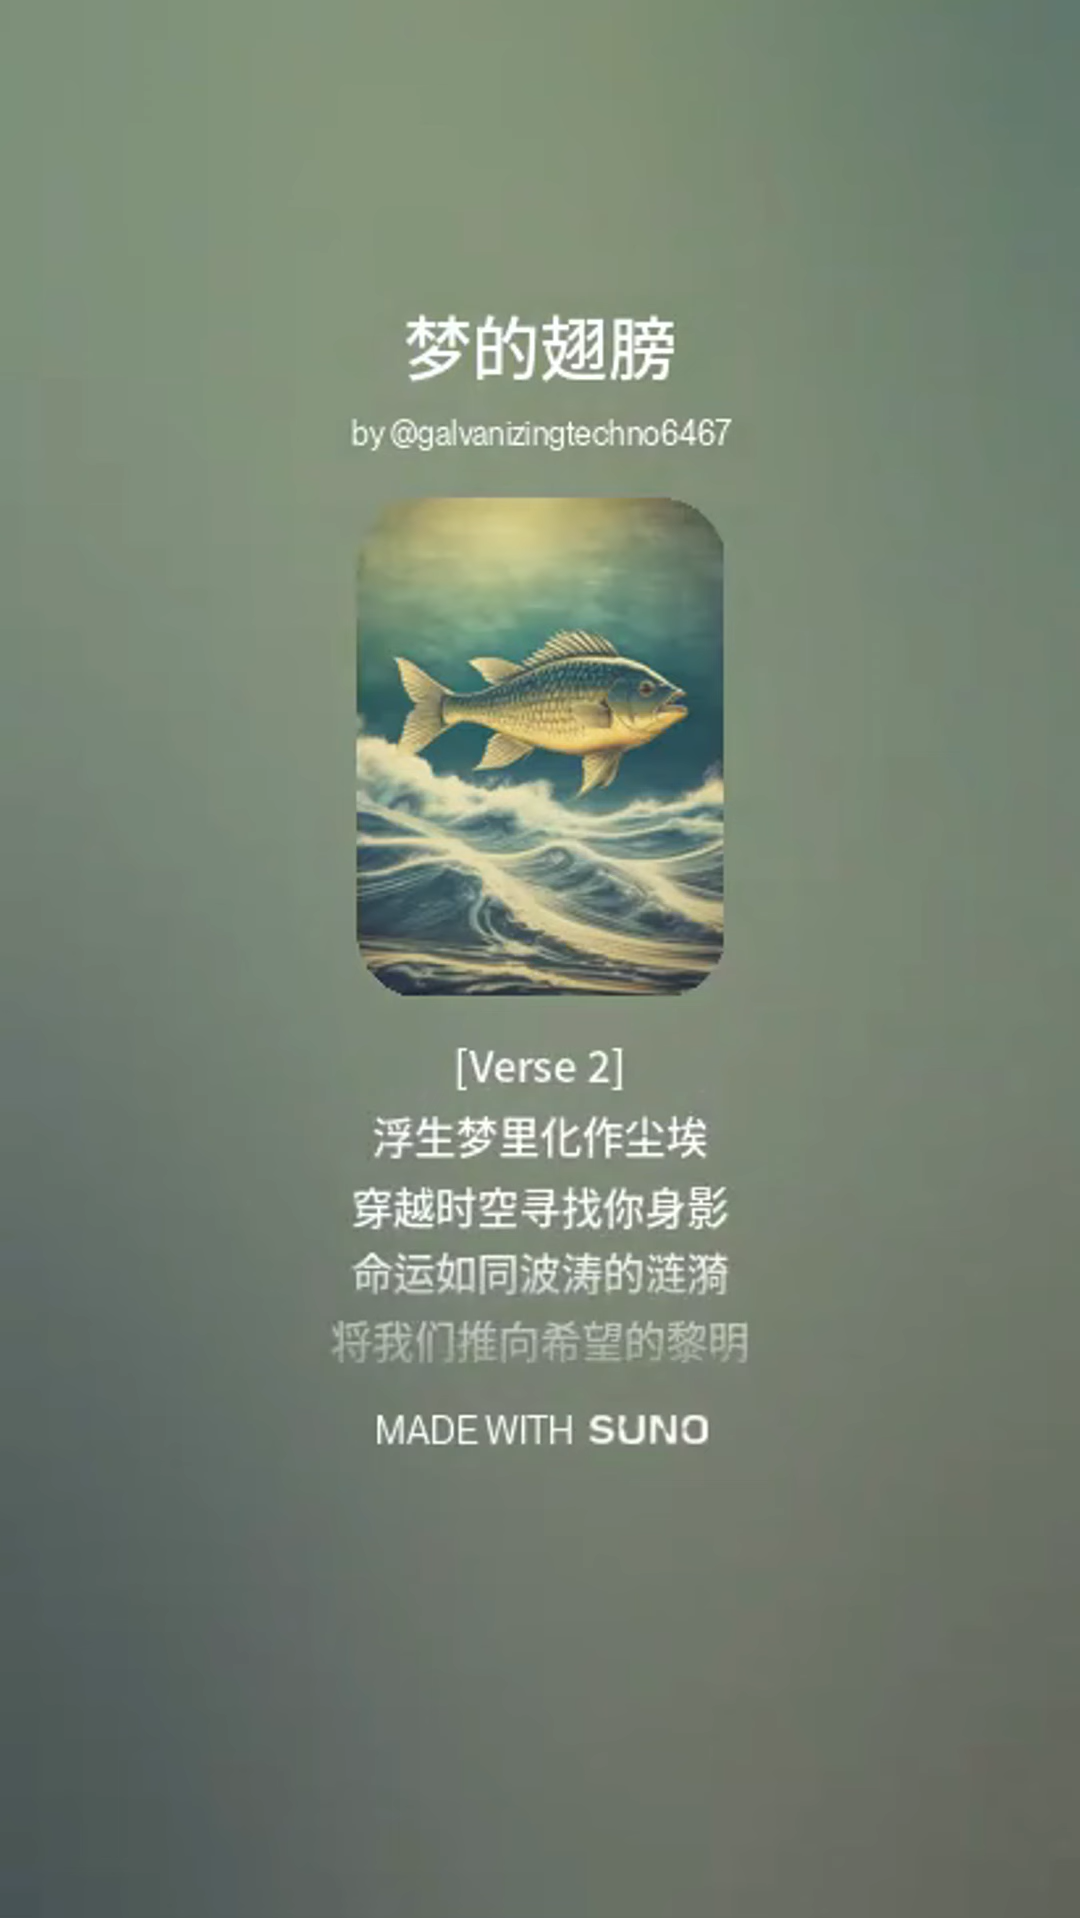 梦的翅膀
by @galvanizingtechno6467
[Verse 2]
浮生梦里化作尘埃
穿越时空寻找你身影
命运如同波涛的涟漪
将我们推向希望的黎明
MADE WITH SUNO